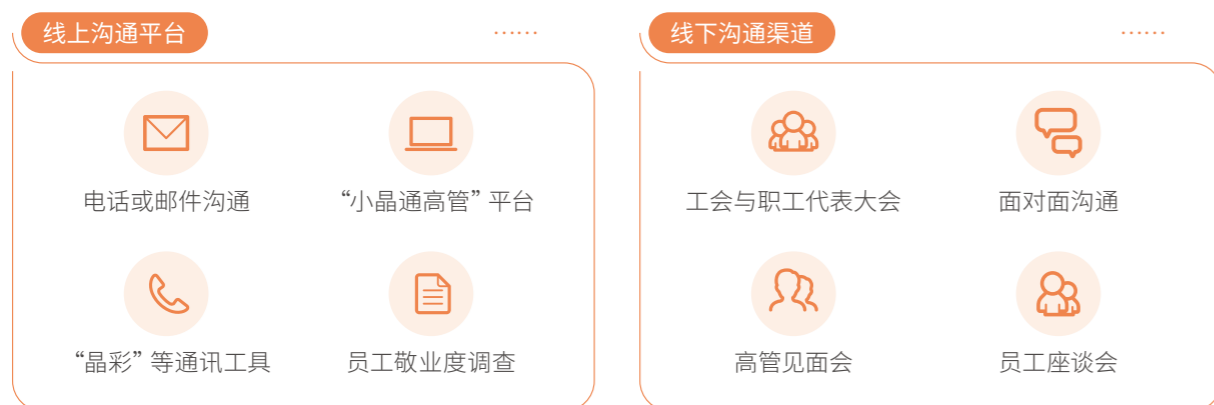 线上沟通平台
……
电话或邮件沟通
“小晶通高管” 平台
“晶彩” 等通讯工具
员工敬业度调查
线下沟通渠道
……
工会与职工代表大会
面对面沟通
高管见面会
员工座谈会